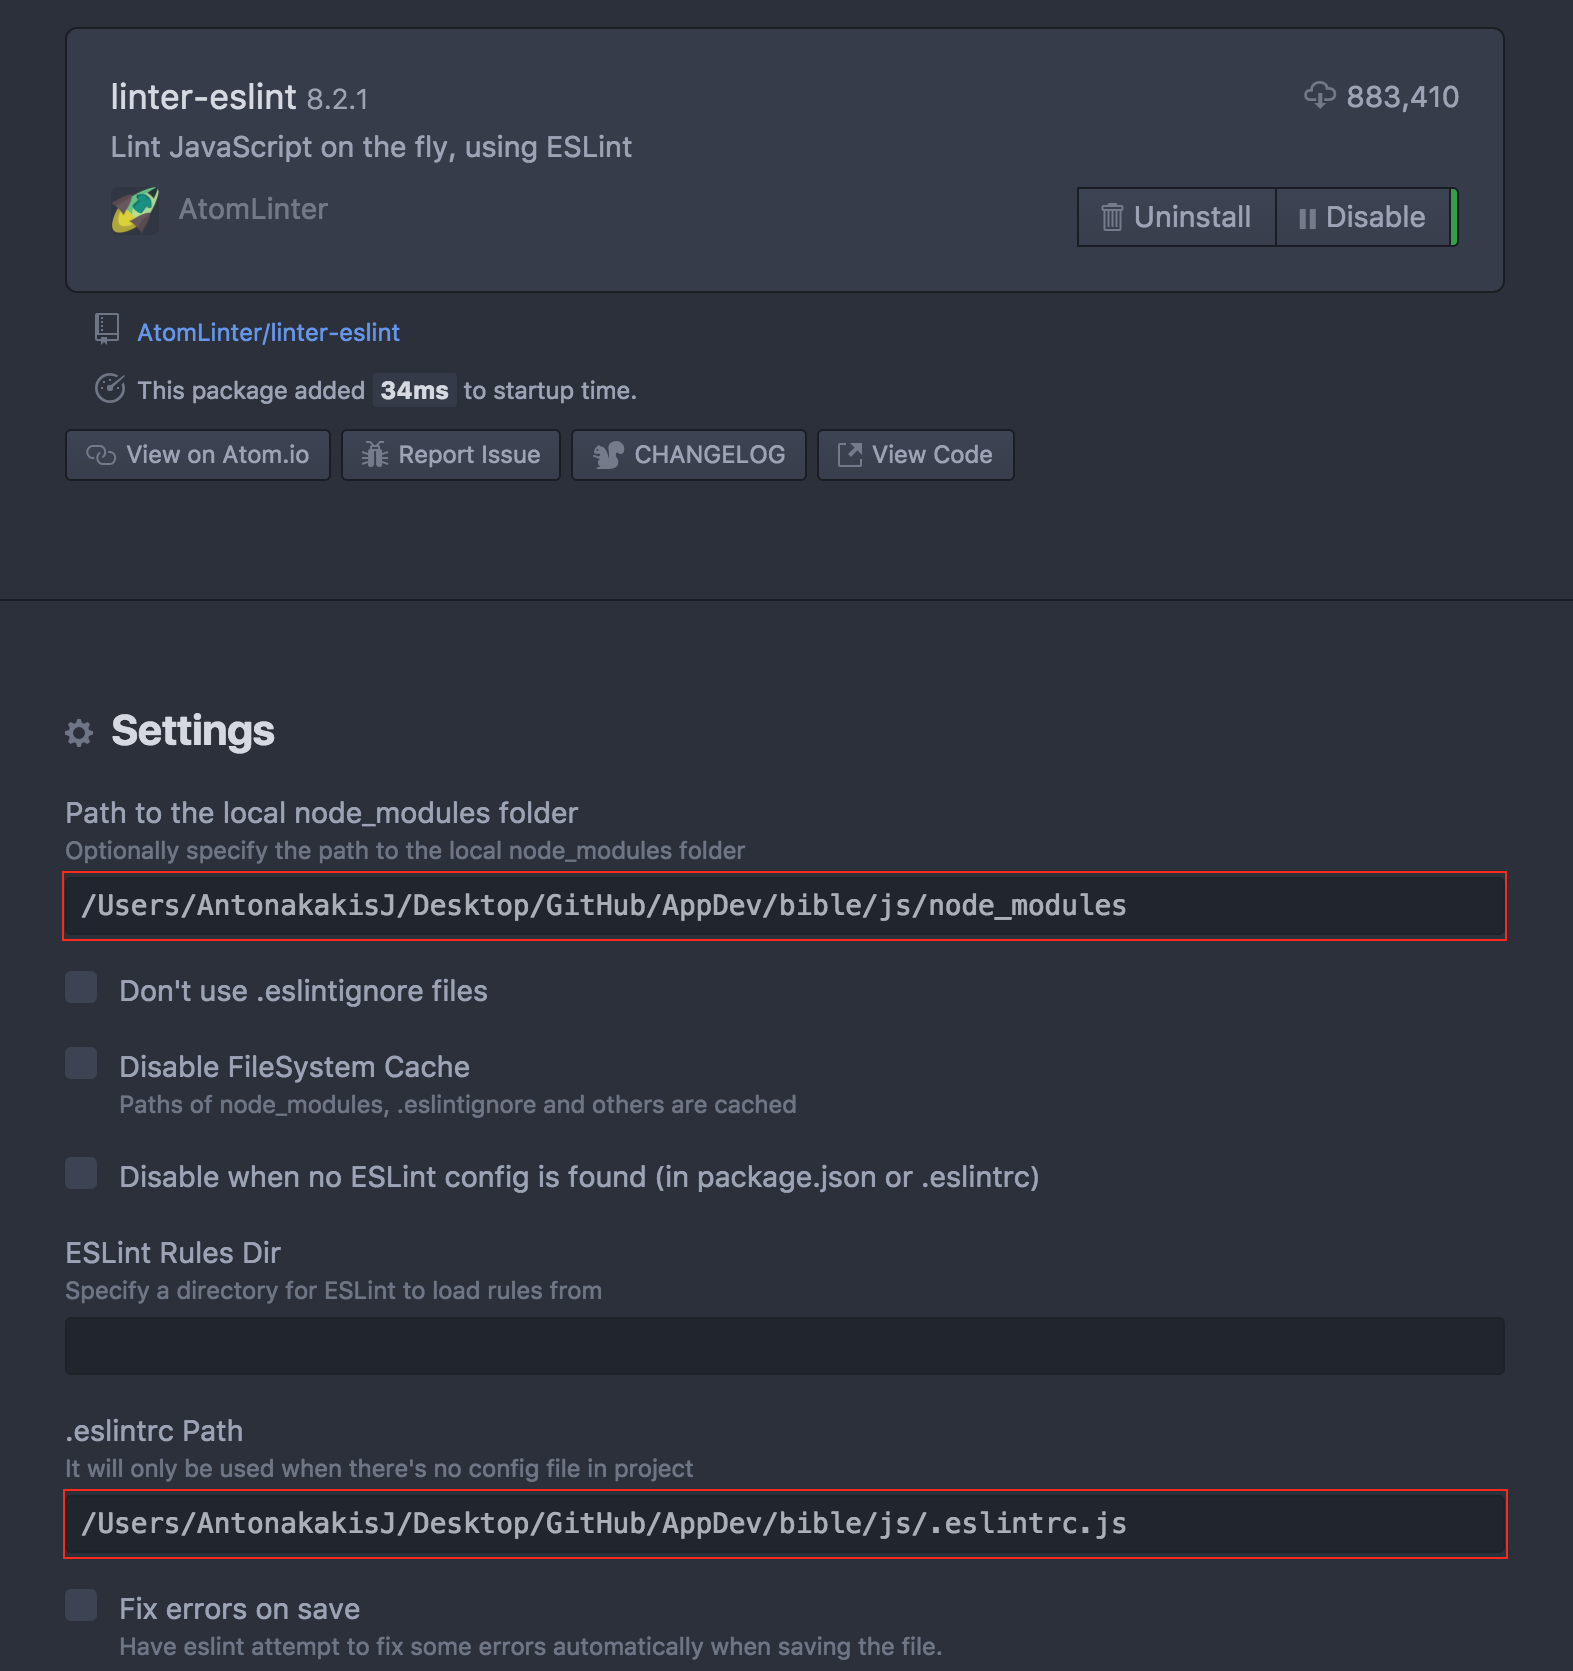 linter-eslint 8.2.1
883,410
Lint JavaScript on the fly, using ESLint
AtomLinter
Uninstall
Disable
AtomLinter/linter-eslint
This package added 34ms to startup time.
View on Atom.io
Report Issue
CHANGELOG
View Code
Settings
Path to the local node_modules folder
Optionally specify the path to the local node_modules folder
/Users/AntonakakisJ/Desktop/GitHub/AppDev/bible/js/node_modules
Don't use .eslintignore files
Disable FileSystem Cache
Paths of node_modules, .eslintignore and others are cached
Disable when no ESLint config is found (in package.json or .eslintrc)
ESLint Rules Dir
Specify a directory for ESLint to load rules from
.eslintrc Path
It will only be used when there's no config file in project
/Users/AntonakakisJ/Desktop/GitHub/AppDev/bible/js/.eslintrc.js
Fix errors on save
Have eslint attempt to fix some errors automatically when saving the file.